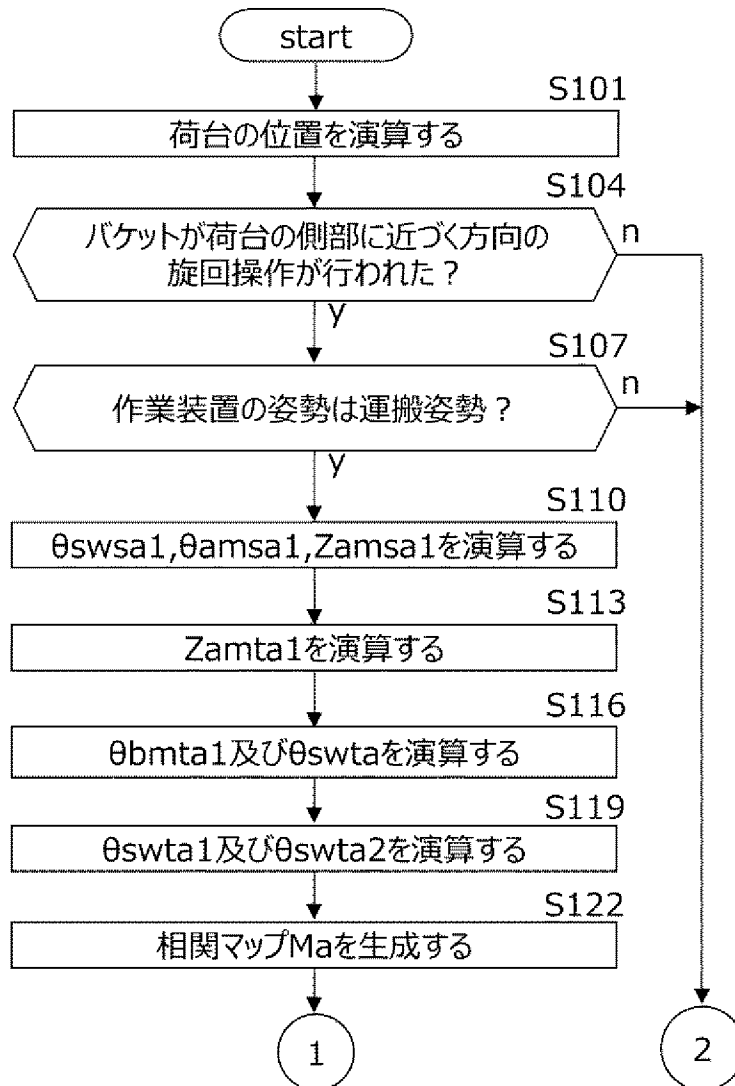 start
S101
荷台の位置を演算する
S104
バケットが荷台の側部に近づく方向の
旋回操作が行われた？
n
y
S107
作業装置の姿勢は運搬姿勢？
n
y
S110
θswsa1,θamsa1,Zamsa1を演算する
S113
Zamta1を演算する
S116
θbmta1及びθswtaを演算する
S119
θswta1及びθswta2を演算する
S122
相関マップMaを生成する
1
2